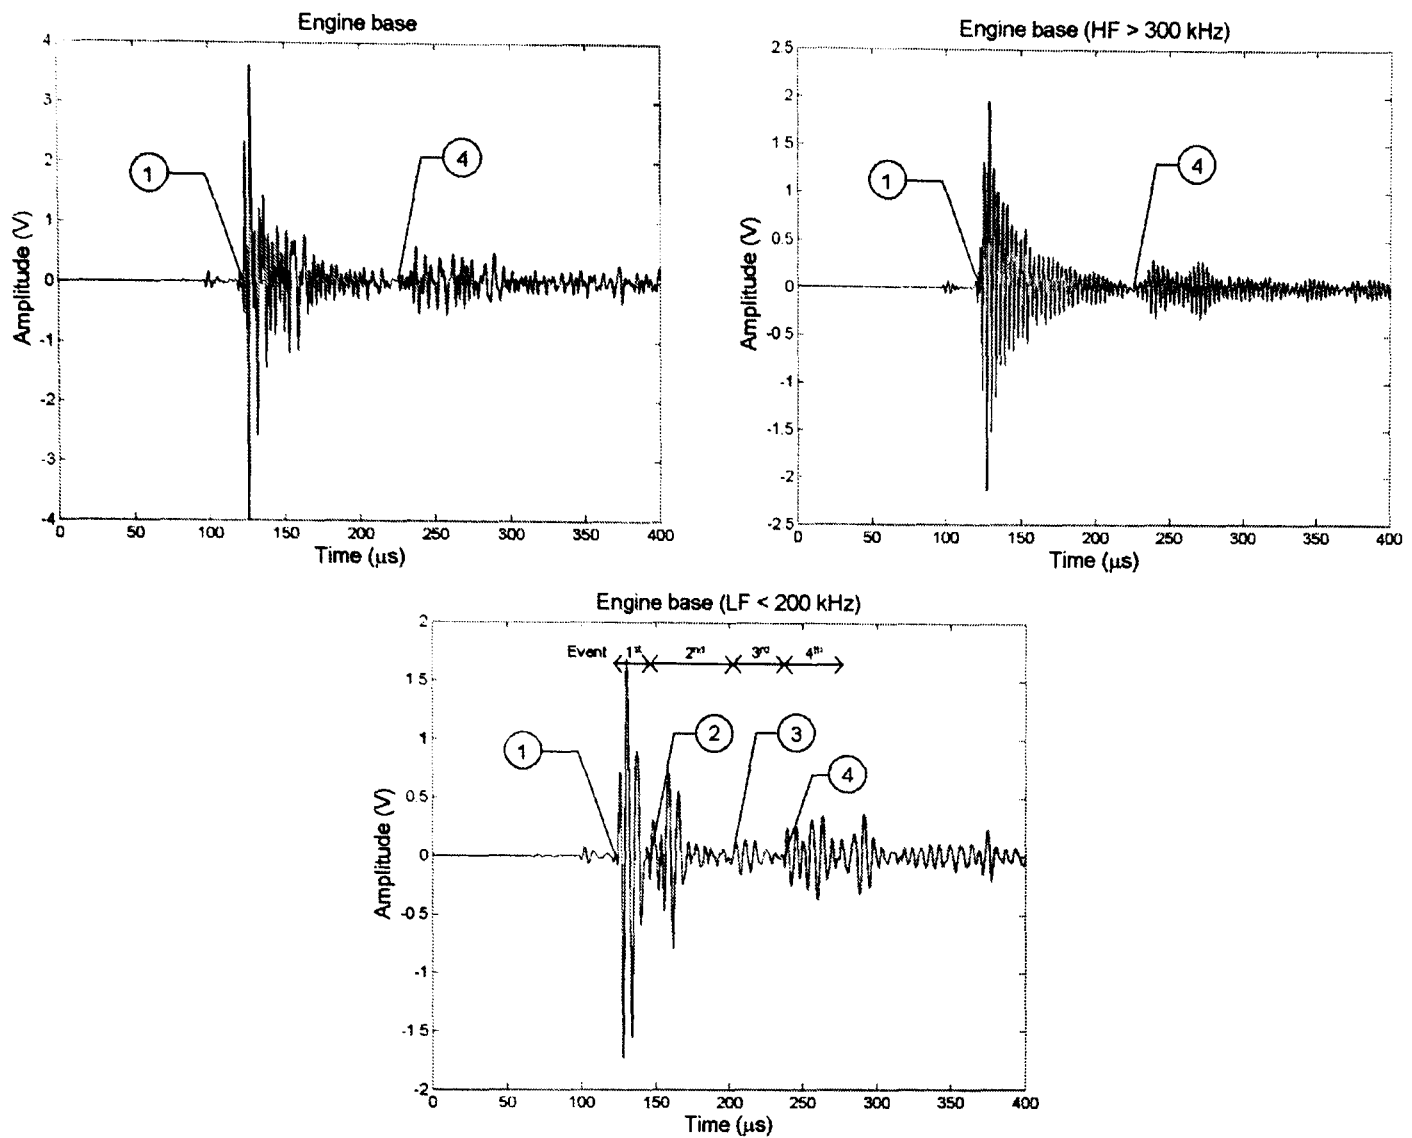 Engine base
4
3
2
1
0
-1
-2
-3
-4
Amplitude (V)
1
4
0 50 100 150 200 250 300 350 400
Time (μs)
Engine base (HF > 300 kHz)
2.5
2
1.5
1
0.5
0
-0.5
-1
-1.5
-2
-2.5
Amplitude (V)
1
4
0 50 100 150 200 250 300 350 400
Time (μs)
Engine base (LF < 200 kHz)
2
1.5
1
0.5
0
-0.5
-1
-1.5
-2
Amplitude (V)
Event 1st 2nd 3rd 4th
1
2
3
4
0 50 100 150 200 250 300 350 400
Time (μs)